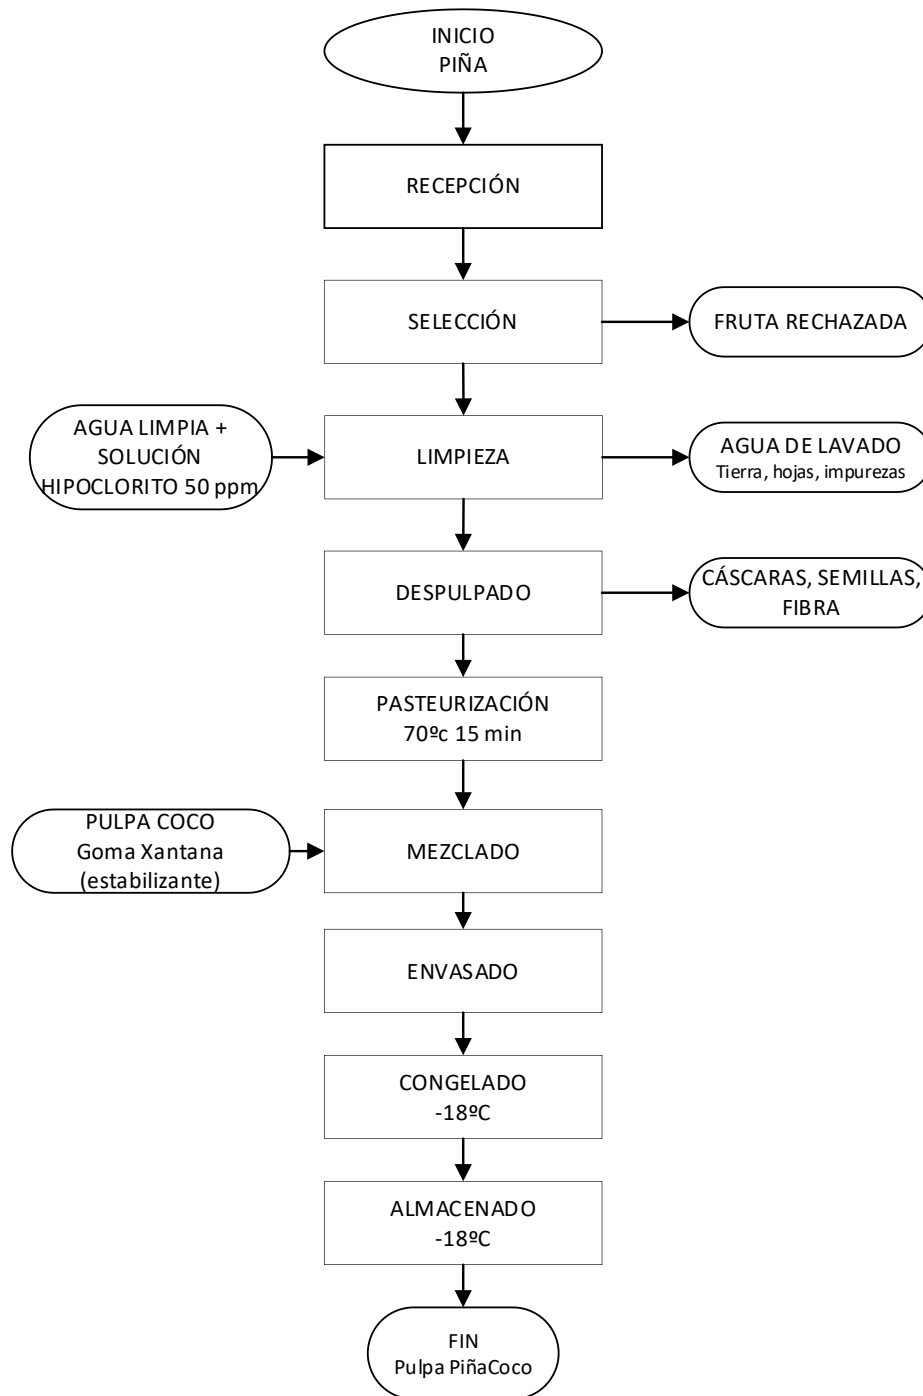 INICIO
PIÑA
RECEPCIÓN
SELECCIÓN
FRUTA RECHAZADA
AGUA LIMPIA +
SOLUCIÓN
HIPOCLORITO 50 ppm
LIMPIEZA
AGUA DE LAVADO
Tierra, hojas, impurezas
DESPULPADO
CÁSCARAS, SEMILLAS,
FIBRA
PASTEURIZACIÓN
70ºc 15 min
PULPA COCO
Goma Xantana
(estabilizante)
MEZCLADO
ENVASADO
CONGELADO
-18ºC
ALMACENADO
-18ºC
FIN
Pulpa PiñaCoco